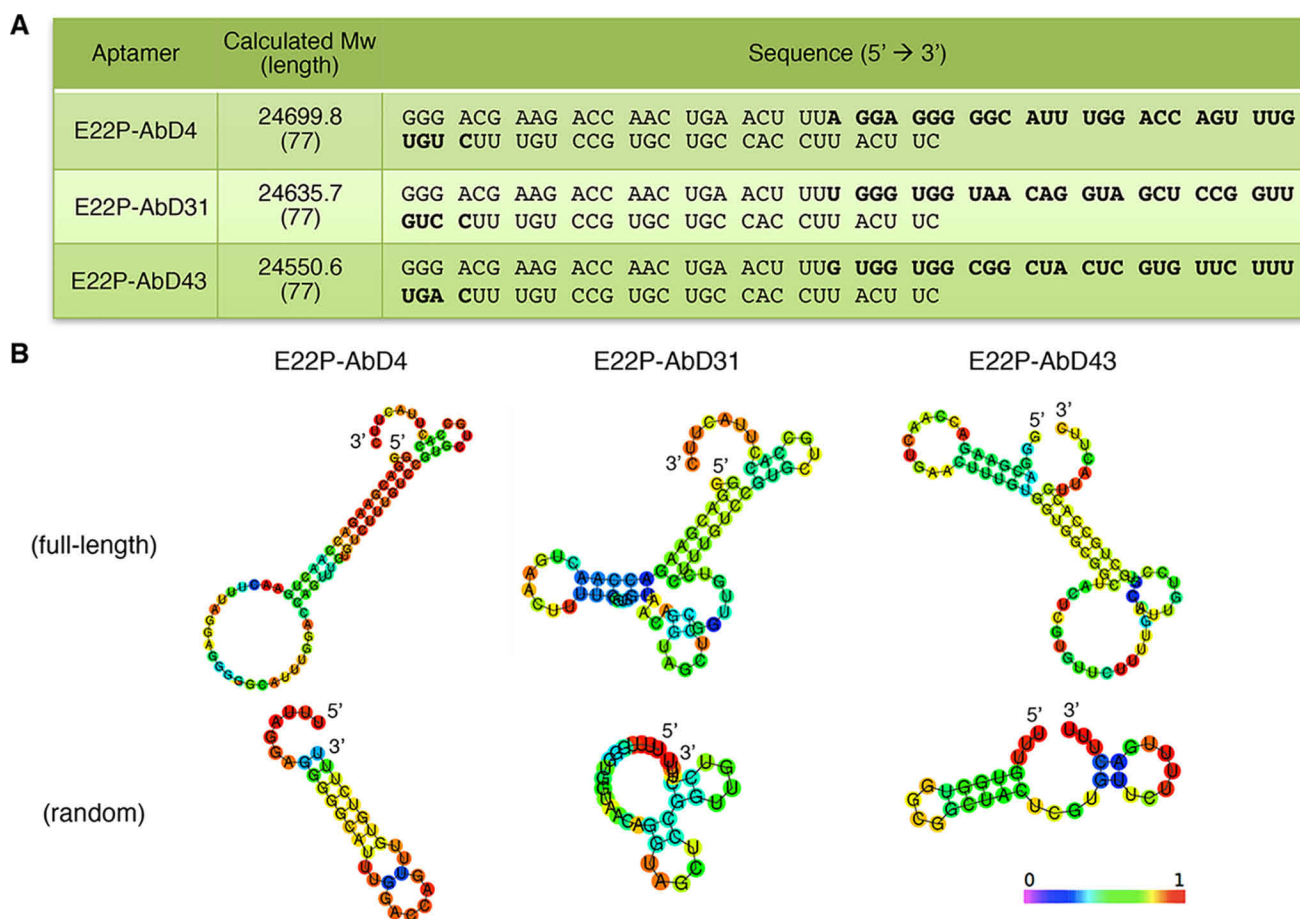 A
Aptamer
Calculated Mw
(length)
Sequence (5’ → 3’)
E22P-AbD4
24699.8
(77)
GGG ACG AAG ACC AAC UGA ACU UUA GGA GGG GGC AUU UGG ACC AGU UUG
UGU CUU UGU CCG UGC UGC CAC CUU ACU UC
E22P-AbD31
24635.7
(77)
GGG ACG AAG ACC AAC UGA ACU UUU GGG UGG UAA CAG GUA GCU CCG GUU
GUC CUU UGU CCG UGC UGC CAC CUU ACU UC
E22P-AbD43
24550.6
(77)
GGG ACG AAG ACC AAC UGA ACU UUG GUG GUGG CGG CUA CUC GUG UUC UUU
UGA CUU UGU CCG UGC UGC CAC CUU ACU UC
B
E22P-AbD4
E22P-AbD31
E22P-AbD43
(full-length)
3’
5’
3’
5’
5’
3’
(random)
5’
3’
5’
3’
5’
3’
0
1